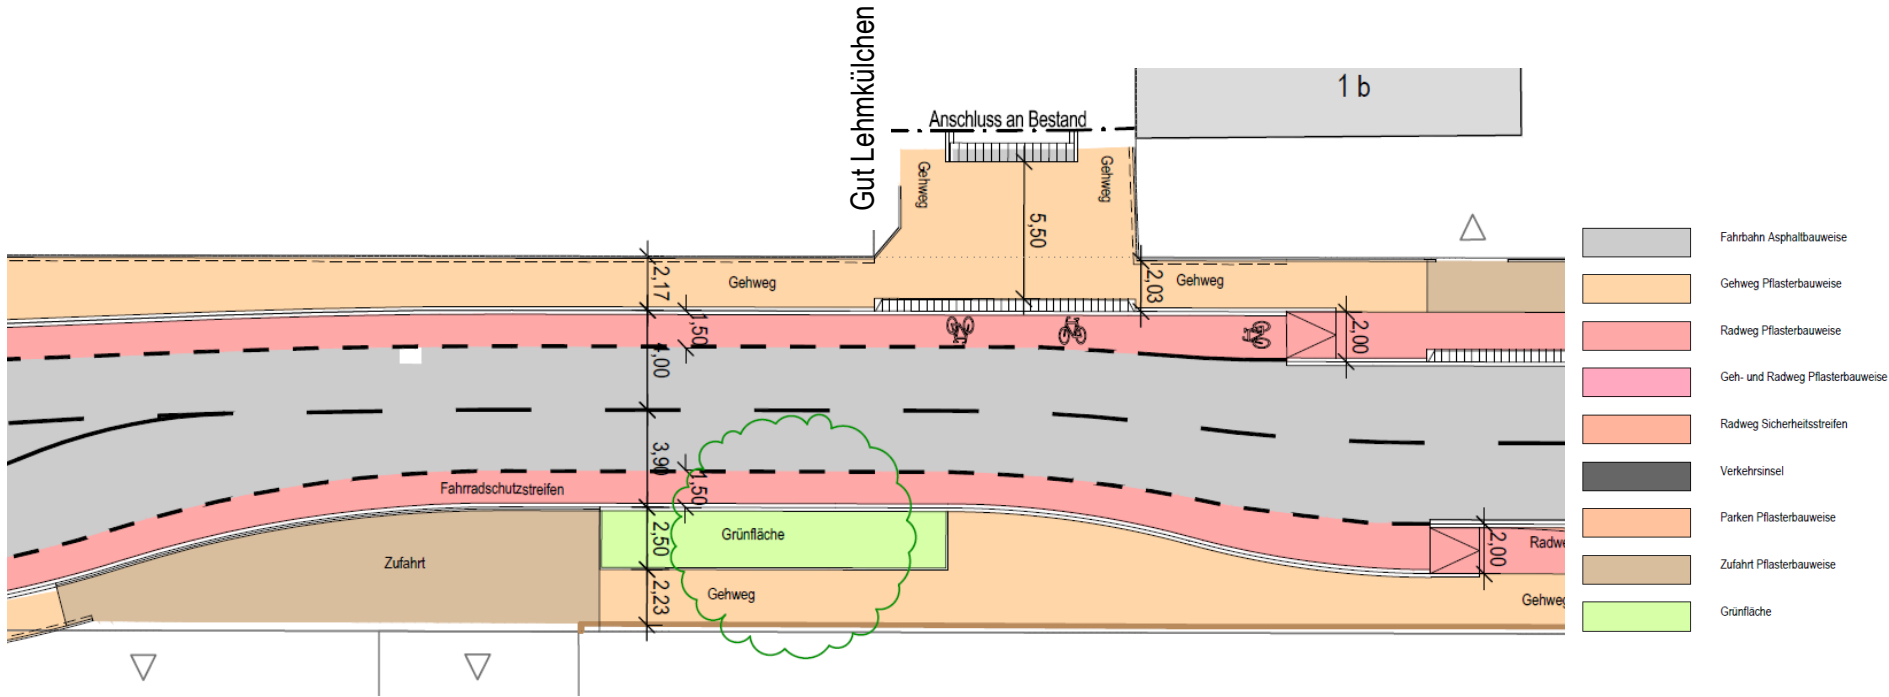 Gut Lehmkülchen
1 b
Anschluss an Bestand
Gehweg
Gehweg
5,50
2,17
Gehweg
2,03
Gehweg
1,50
4,00
2,00
3,90
1,50
Fahrradschutzstreifen
2,50
Grünfläche
2,00
Radwe
Zufahrt
2,23
Gehweg
Gehweg
Fahrbahn Asphaltbauweise
Gehweg Pflasterbauweise
Radweg Pflasterbauweise
Geh- und Radweg Pflasterbauweise
Radweg Sicherheitsstreifen
Verkehrsinsel
Parken Pflasterbauweise
Zufahrt Pflasterbauweise
Grünfläche